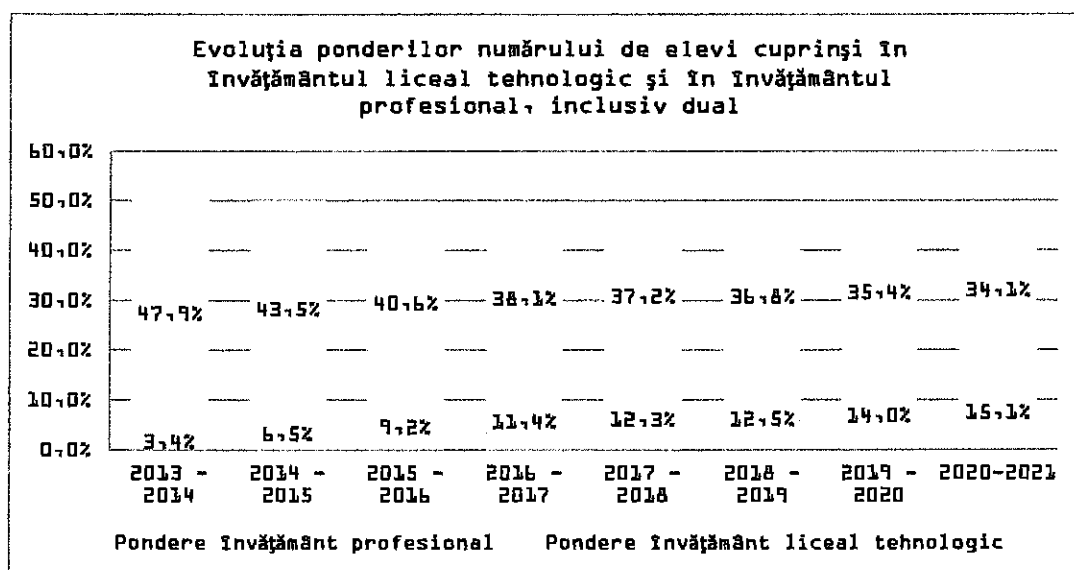 Evoluţia ponderilor numărului de elevi cuprinşi în
învăţământul liceal tehnologic şi în învăţământul
profesional, inclusiv dual
60,0%
50,0%
40,0%
30,0%
20,0%
10,0%
0,0%
47,9% 43,5% 40,6% 38,1% 37,2% 36,8% 35,4% 34,1%
3,4% 6,5% 9,2% 11,4% 12,3% 12,5% 14,0% 15,1%
2013 - 2014 - 2015 - 2016 - 2017 - 2018 - 2019 - 2020-2021
2014 2015 2016 2017 2018 2019 2020
Pondere învăţământ profesional Pondere învăţământ liceal tehnologic